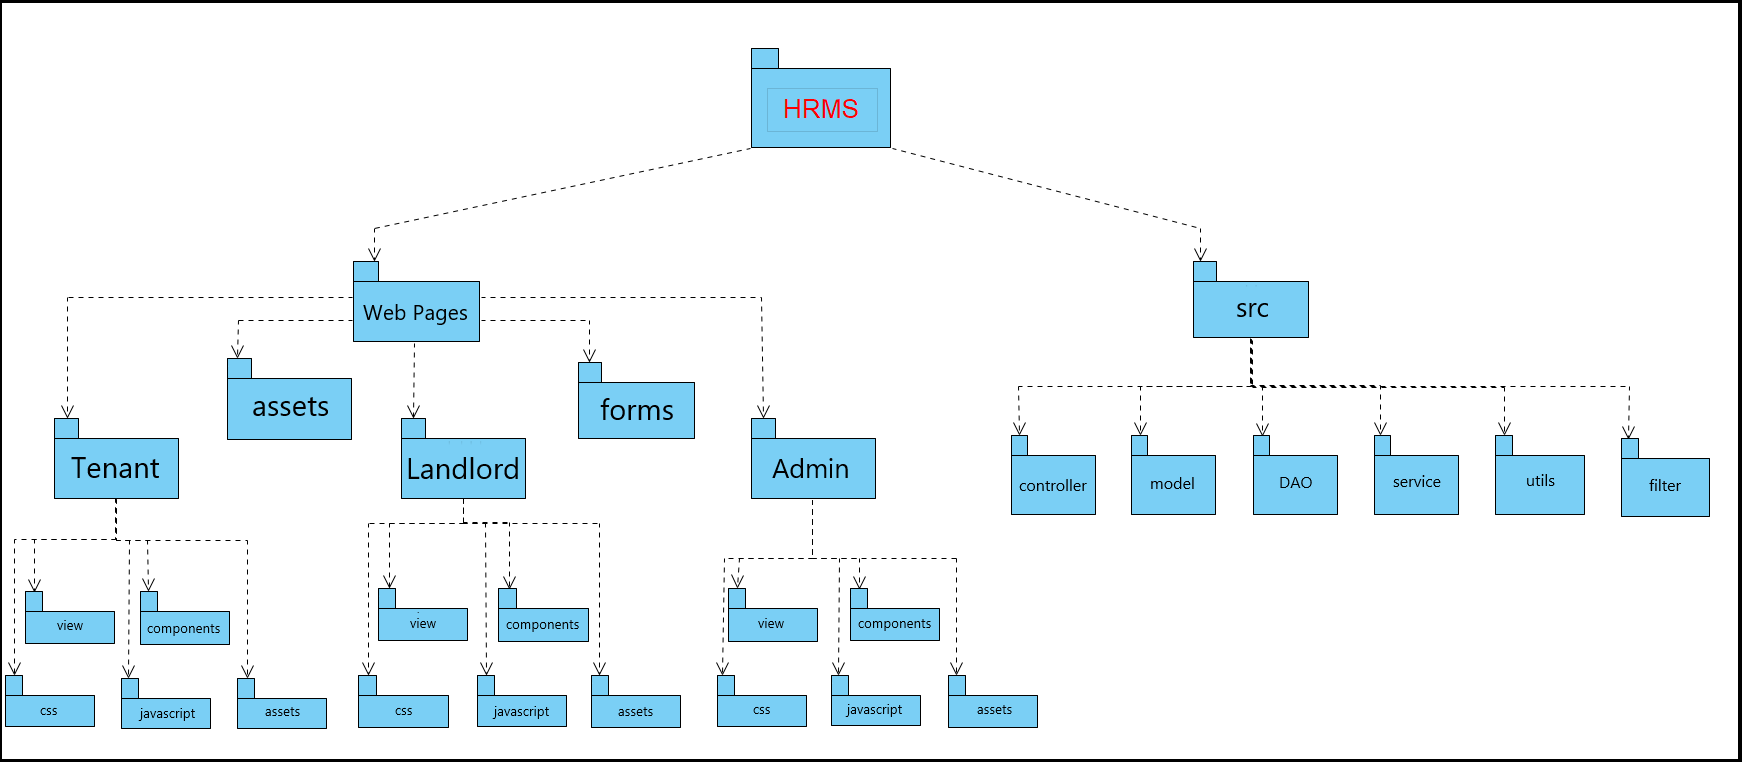 HRMS
Web Pages
src
assets
forms
Tenant
Landlord
Admin
controller
model
DAO
service
utils
filter
view
components
view
components
view
components
css
javascript
assets
css
javascript
assets
css
javascript
assets